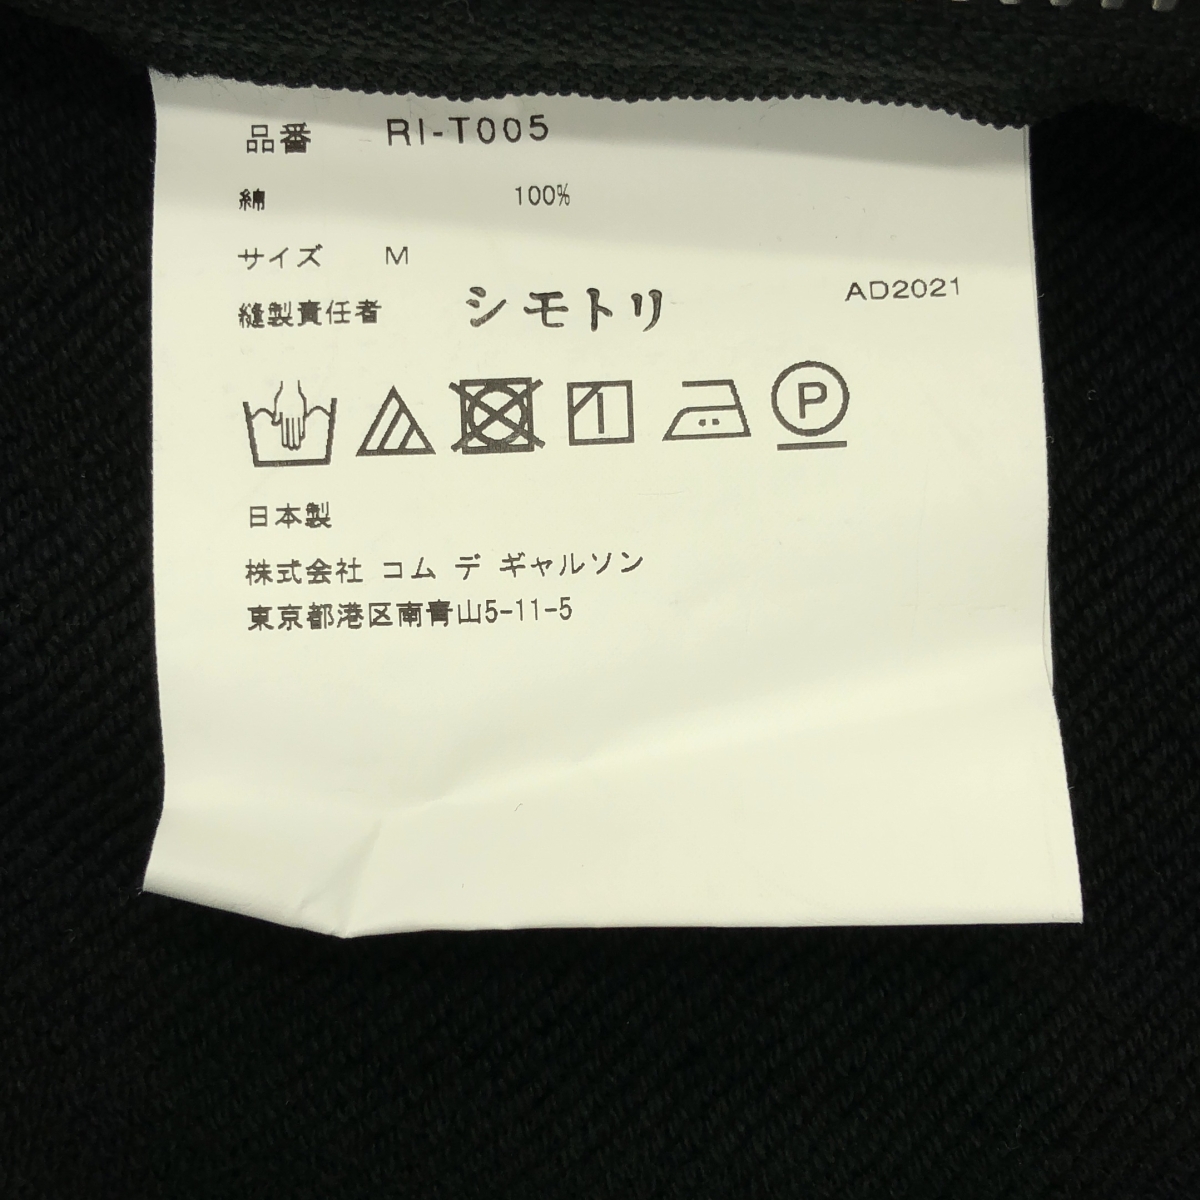 品番 RI-T005
綿 100%
サイズ M
縫製責任者 シモトリ AD2021
P
日本製
株式会社 コム デ ギャルソン
東京都港区南青山5-11-5